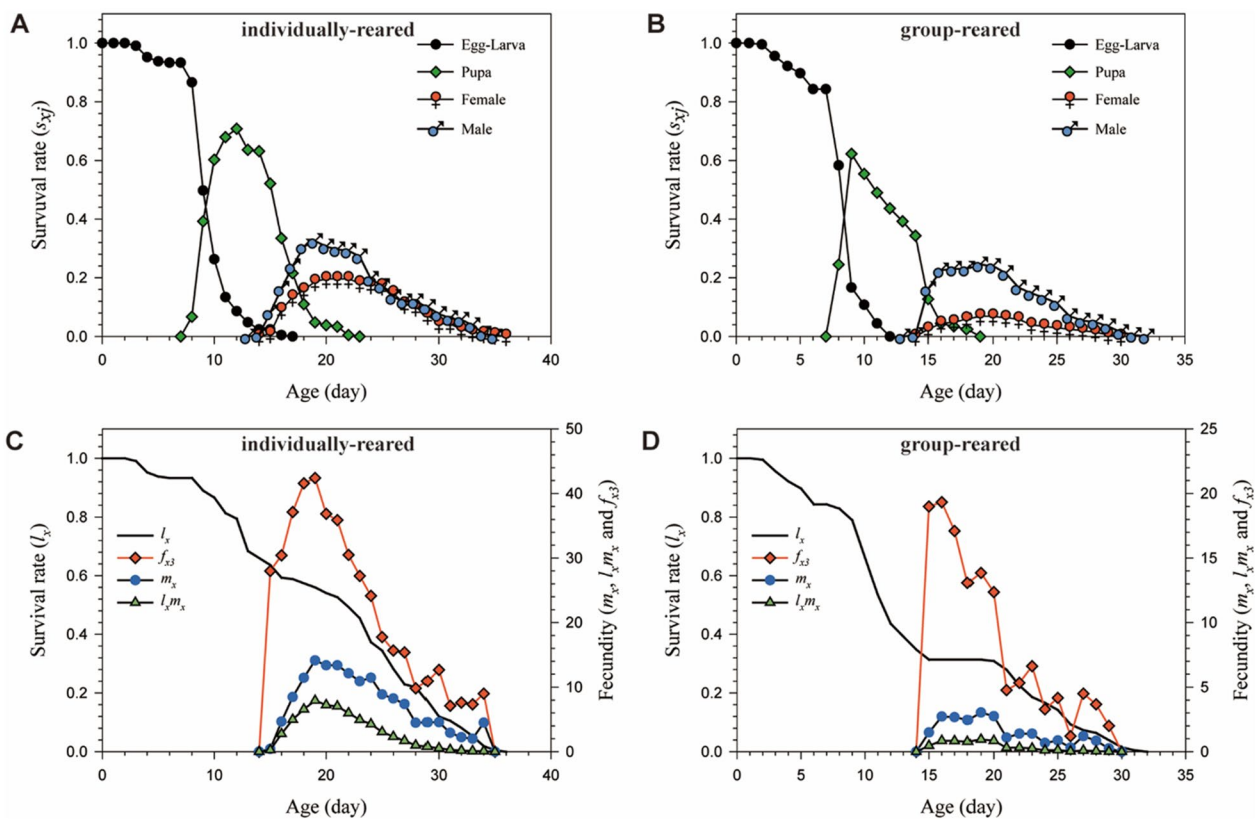 A
individually-reared
Survuval rate (sxj)
1.0
0.8
0.6
0.4
0.2
0.0
Egg-Larva
Pupa
Female
Male
0
10
20
30
40
Age (day)
B
group-reared
Survuval rate (sxj)
1.0
0.8
0.6
0.4
0.2
0.0
Egg-Larva
Pupa
Female
Male
0
5
10
15
20
25
30
35
Age (day)
C
individually-reared
Survival rate (lx)
1.0
0.8
0.6
0.4
0.2
0.0
lx
fx3
mx
lxmx
50
40
30
20
10
0
Fecundity (mx, lxmx and fx3)
0
10
20
30
40
Age (day)
D
group-reared
Survival rate (lx)
1.0
0.8
0.6
0.4
0.2
0.0
lx
fx3
mx
lxmx
25
20
15
10
5
0
Fecundity (mx, lxmx and fx3)
0
5
10
15
20
25
30
35
Age (day)